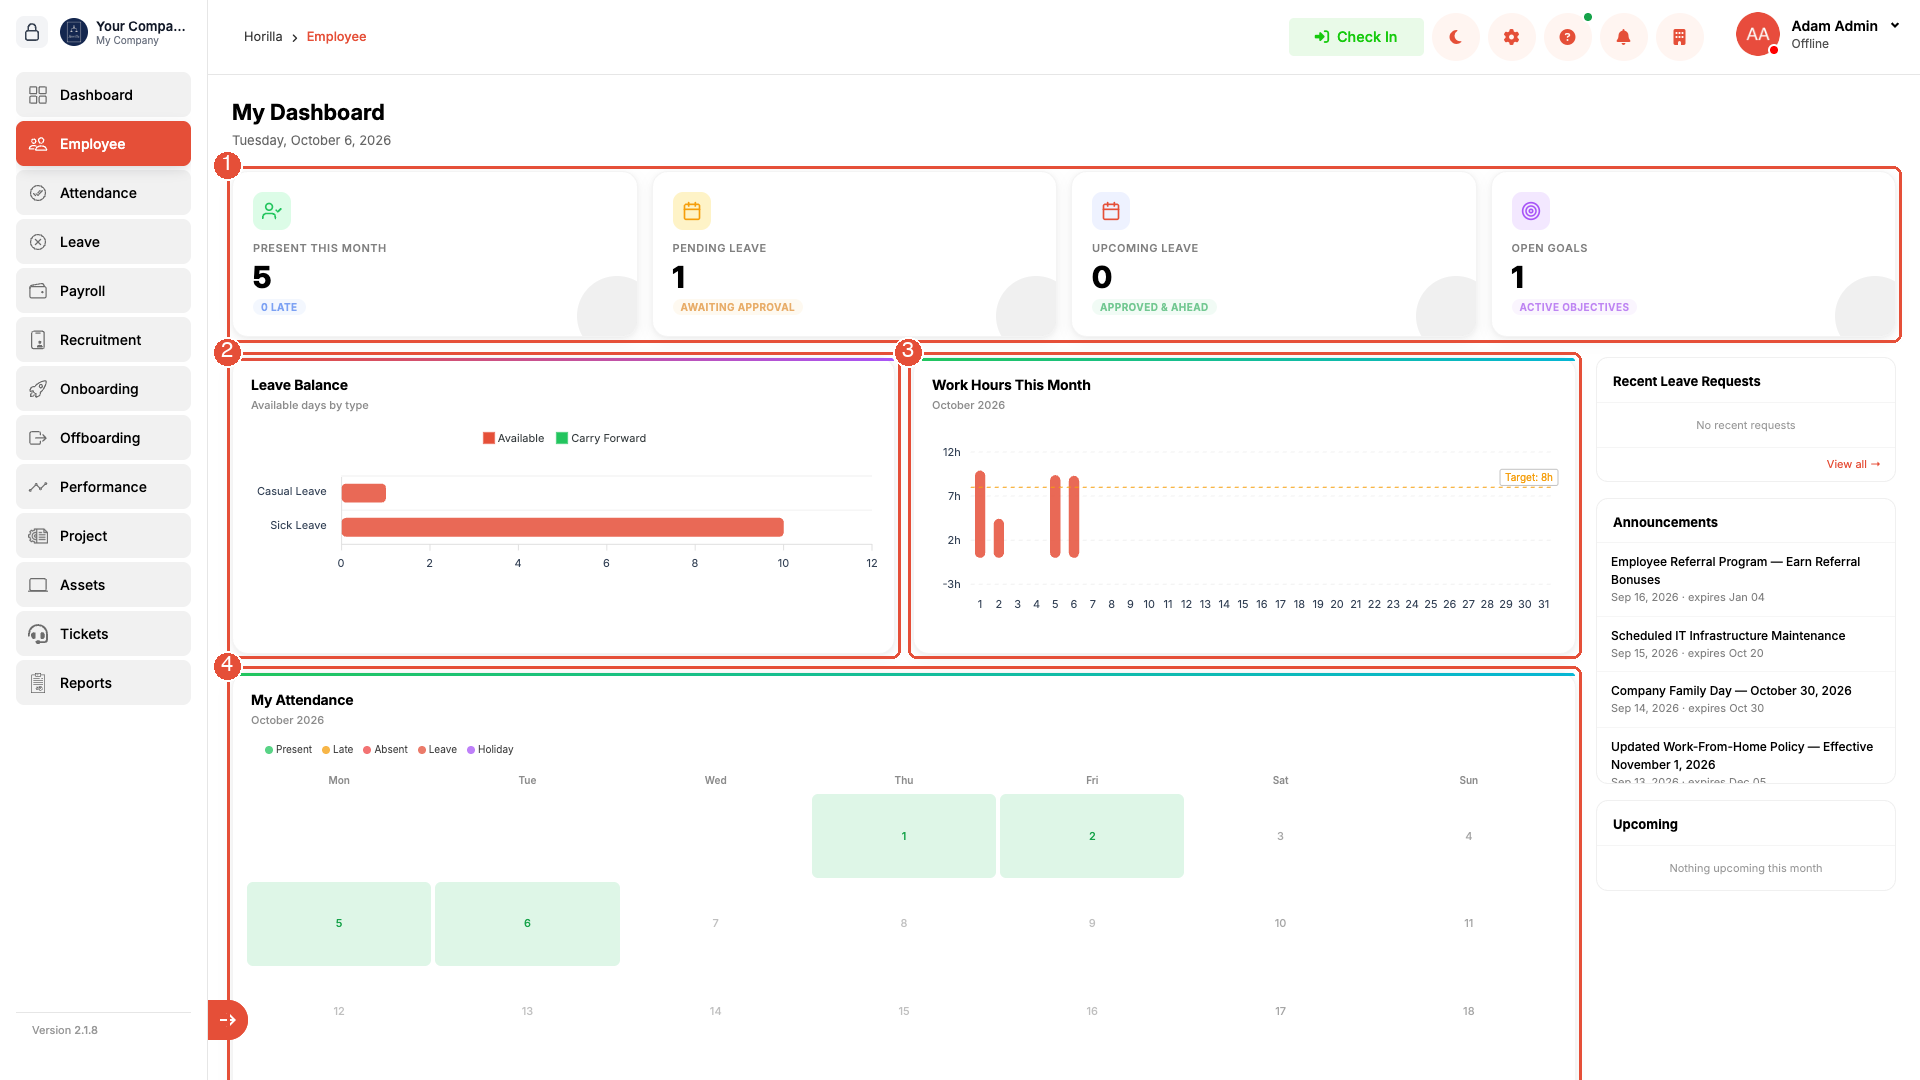 Your Compa...
My Company
Dashboard
Employee
Attendance
Leave
Payroll
Recruitment
Onboarding
Offboarding
Performance
Project
Assets
Tickets
Reports
Version 2.1.8
Horilla > Employee
Check In
AA
Adam Admin
Offline
My Dashboard
Tuesday, October 6, 2026
1
PRESENT THIS MONTH
5
0 LATE
PENDING LEAVE
1
AWAITING APPROVAL
UPCOMING LEAVE
0
APPROVED & AHEAD
OPEN GOALS
1
ACTIVE OBJECTIVES
2
Leave Balance
Available days by type
Available Carry Forward
Casual Leave
Sick Leave
0 2 4 6 8 10 12
3
Work Hours This Month
October 2026
12h
Target: 8h
7h
2h
-3h
1 2 3 4 5 6 7 8 9 10 11 12 13 14 15 16 17 18 19 20 21 22 23 24 25 26 27 28 29 30 31
4
My Attendance
October 2026
Present Late Absent Leave Holiday
Mon Tue Wed Thu Fri Sat Sun
1 2 3 4
5 6 7 8 9 10 11
12 13 14 15 16 17 18
Recent Leave Requests
No recent requests
View all →
Announcements
Employee Referral Program — Earn Referral
Bonuses
Sep 16, 2026 · expires Jan 04
Scheduled IT Infrastructure Maintenance
Sep 15, 2026 · expires Oct 20
Company Family Day — October 30, 2026
Sep 14, 2026 · expires Oct 30
Updated Work-From-Home Policy — Effective
November 1, 2026
Sep 13, 2026 · expires Dec 05
Upcoming
Nothing upcoming this month